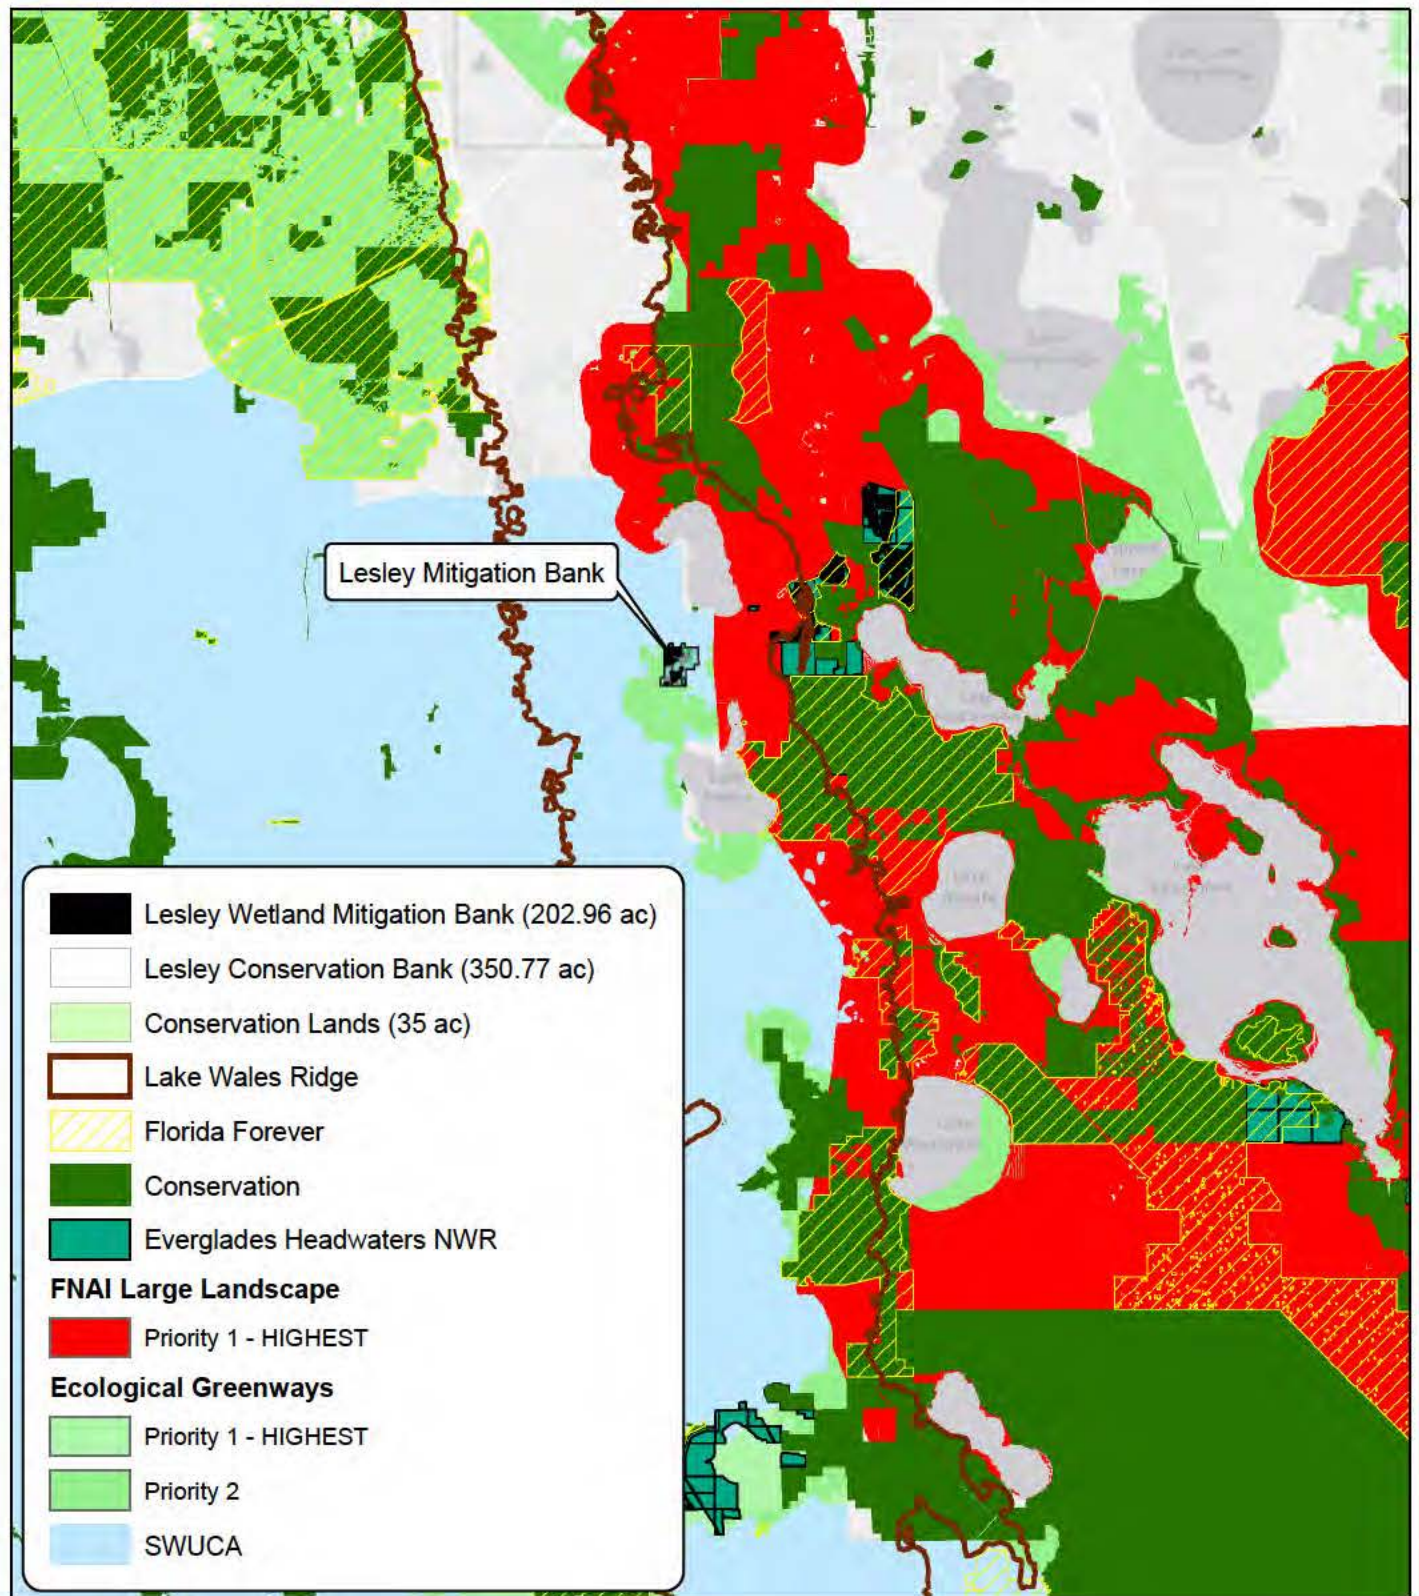 Lesley Mitigation Bank
Lesley Wetland Mitigation Bank (202.96 ac)
Lesley Conservation Bank (350.77 ac)
Conservation Lands (35 ac)
Lake Wales Ridge
Florida Forever
Conservation
Everglades Headwaters NWR
FNAI Large Landscape
Priority 1 - HIGHEST
Ecological Greenways
Priority 1 - HIGHEST
Priority 2
SWUCA